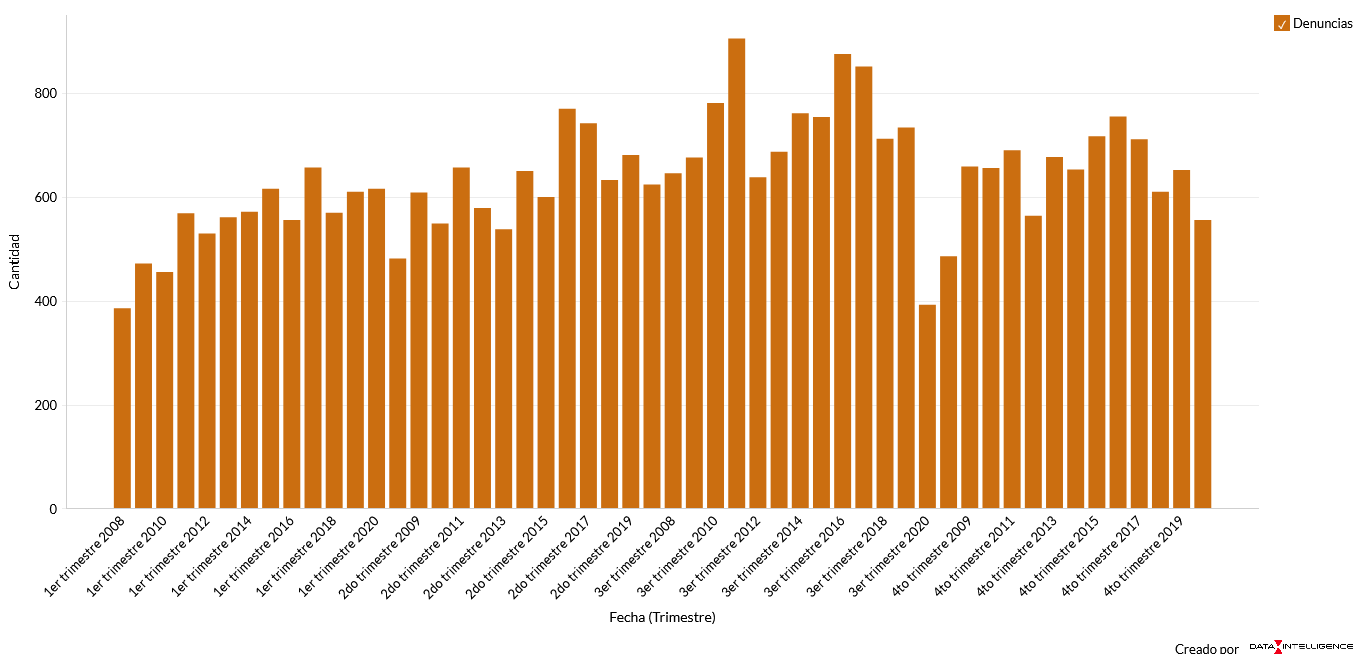 Denuncias
800
600
400
200
0
Cantidad
1er trimestre 2008
1er trimestre 2010
1er trimestre 2012
1er trimestre 2014
1er trimestre 2016
1er trimestre 2018
1er trimestre 2020
2do trimestre 2009
2do trimestre 2011
2do trimestre 2013
2do trimestre 2015
2do trimestre 2017
2do trimestre 2019
3er trimestre 2008
3er trimestre 2010
3er trimestre 2012
3er trimestre 2014
3er trimestre 2016
3er trimestre 2018
3er trimestre 2020
4to trimestre 2009
4to trimestre 2011
4to trimestre 2013
4to trimestre 2015
4to trimestre 2017
4to trimestre 2019
Fecha (Trimestre)
Creado por DATA INTELLIGENCE